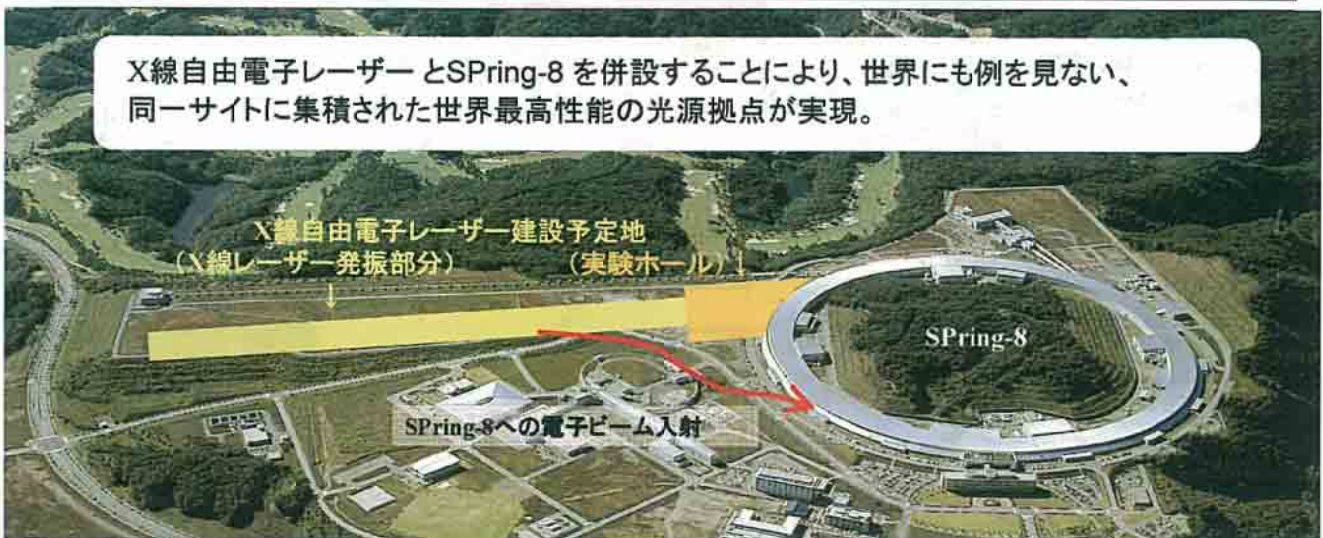 X線自由電子レーザー とSPring-8 を併設することにより、世界にも例を見ない、
同一サイトに集積された世界最高性能の光源拠点が実現。
X線自由電子レーザー建設予定地
(X線レーザー発振部分) (実験ホール)↓
↓
SPring-8
SPring-8への電子ビーム入射